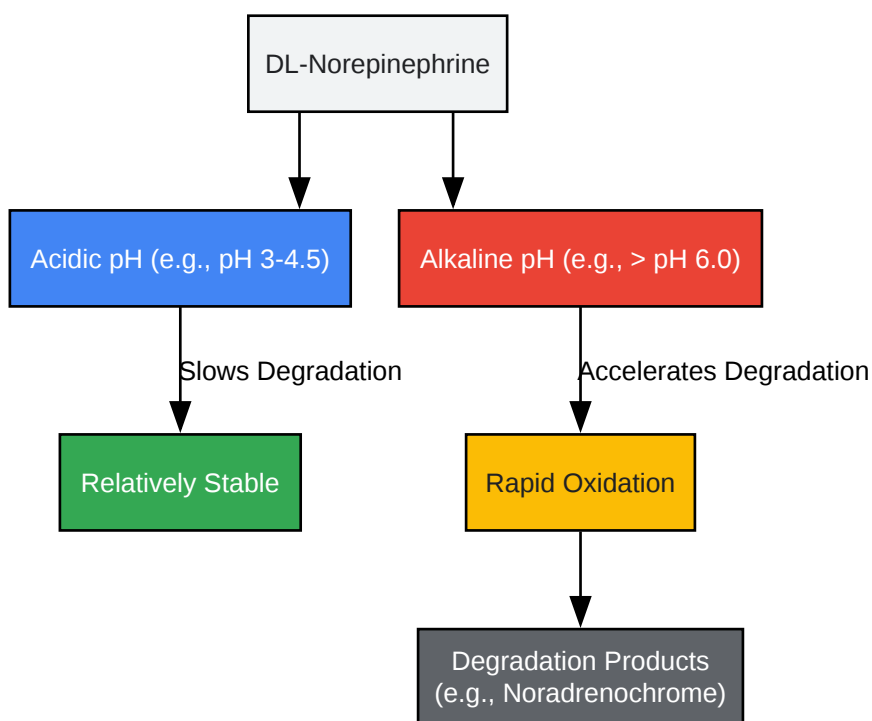 DL-Norepinephrine
Acidic pH (e.g., pH 3-4.5)
Alkaline pH (e.g., > pH 6.0)
Slows Degradation
Accelerates Degradation
Relatively Stable
Rapid Oxidation
Degradation Products
(e.g., Noradrenochrome)